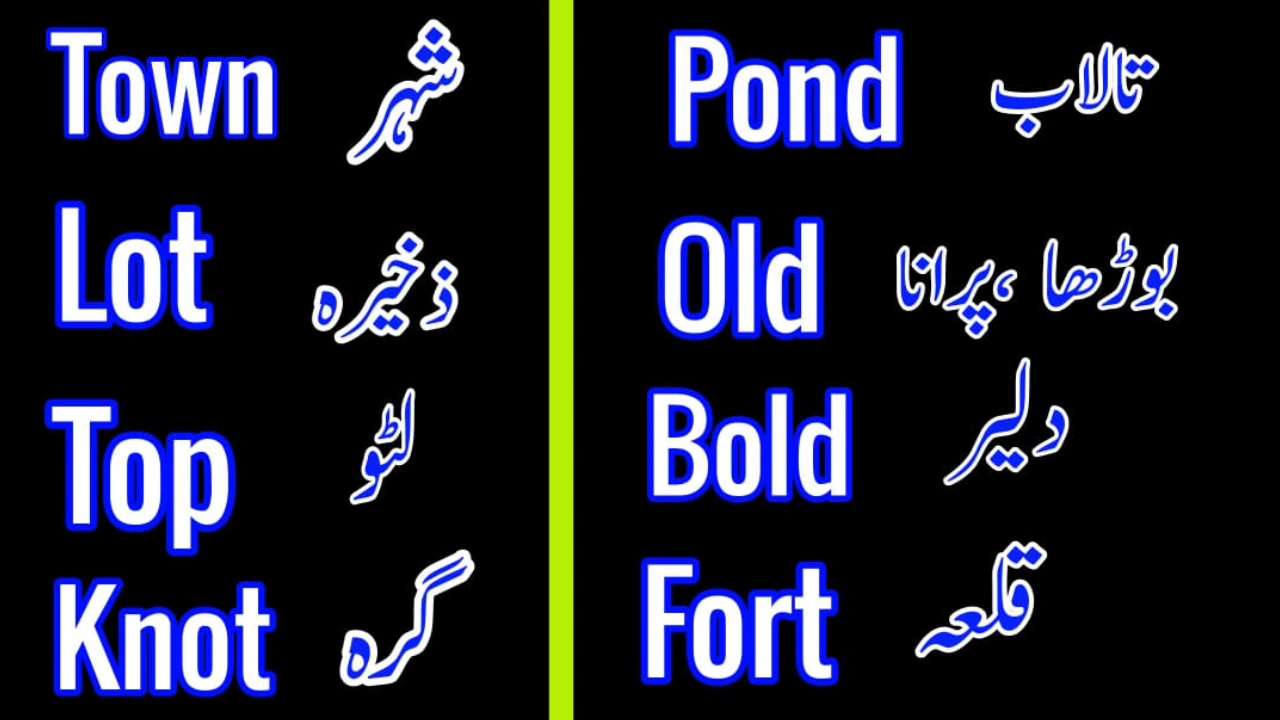 Town شہر
Lot ذخیرہ
Top لٹو
Knot گرہ
Pond تالاب
Old بوڑھا ،پرانا
Bold دلیر
Fort قلعہ